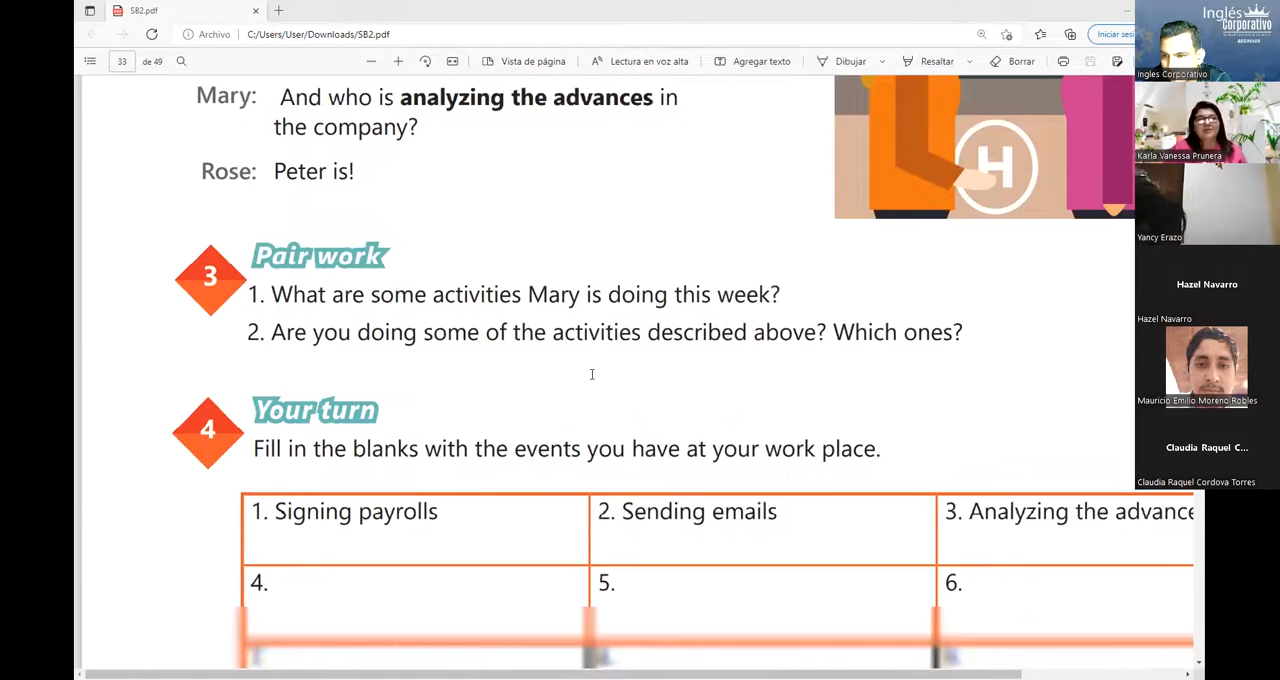 SB2.pdf
Archivo
C:/Users/User/Downloads/SB2.pdf
Iniciar sesi
33 de 49
Vista de página
Lectura en voz alta
Agregar texto
Dibujar
Resaltar
Borrar
Mary: And who is analyzing the advances in
the company?
Rose: Peter is!
H
3
Pair work
1. What are some activities Mary is doing this week?
2. Are you doing some of the activities described above? Which ones?
4
Your turn
Fill in the blanks with the events you have at your work place.
1. Signing payrolls
2. Sending emails
3. Analyzing the advance
4.
5.
6.
Inglés
Corporativo
BEGINNER
Ingles Corporativo
Karla Vanessa Prunera
Yancy Erazo
Hazel Navarro
Hazel Navarro
Mauricio Emilio Moreno Robles
Claudia Raquel C...
Claudia Raquel Cordova Torres